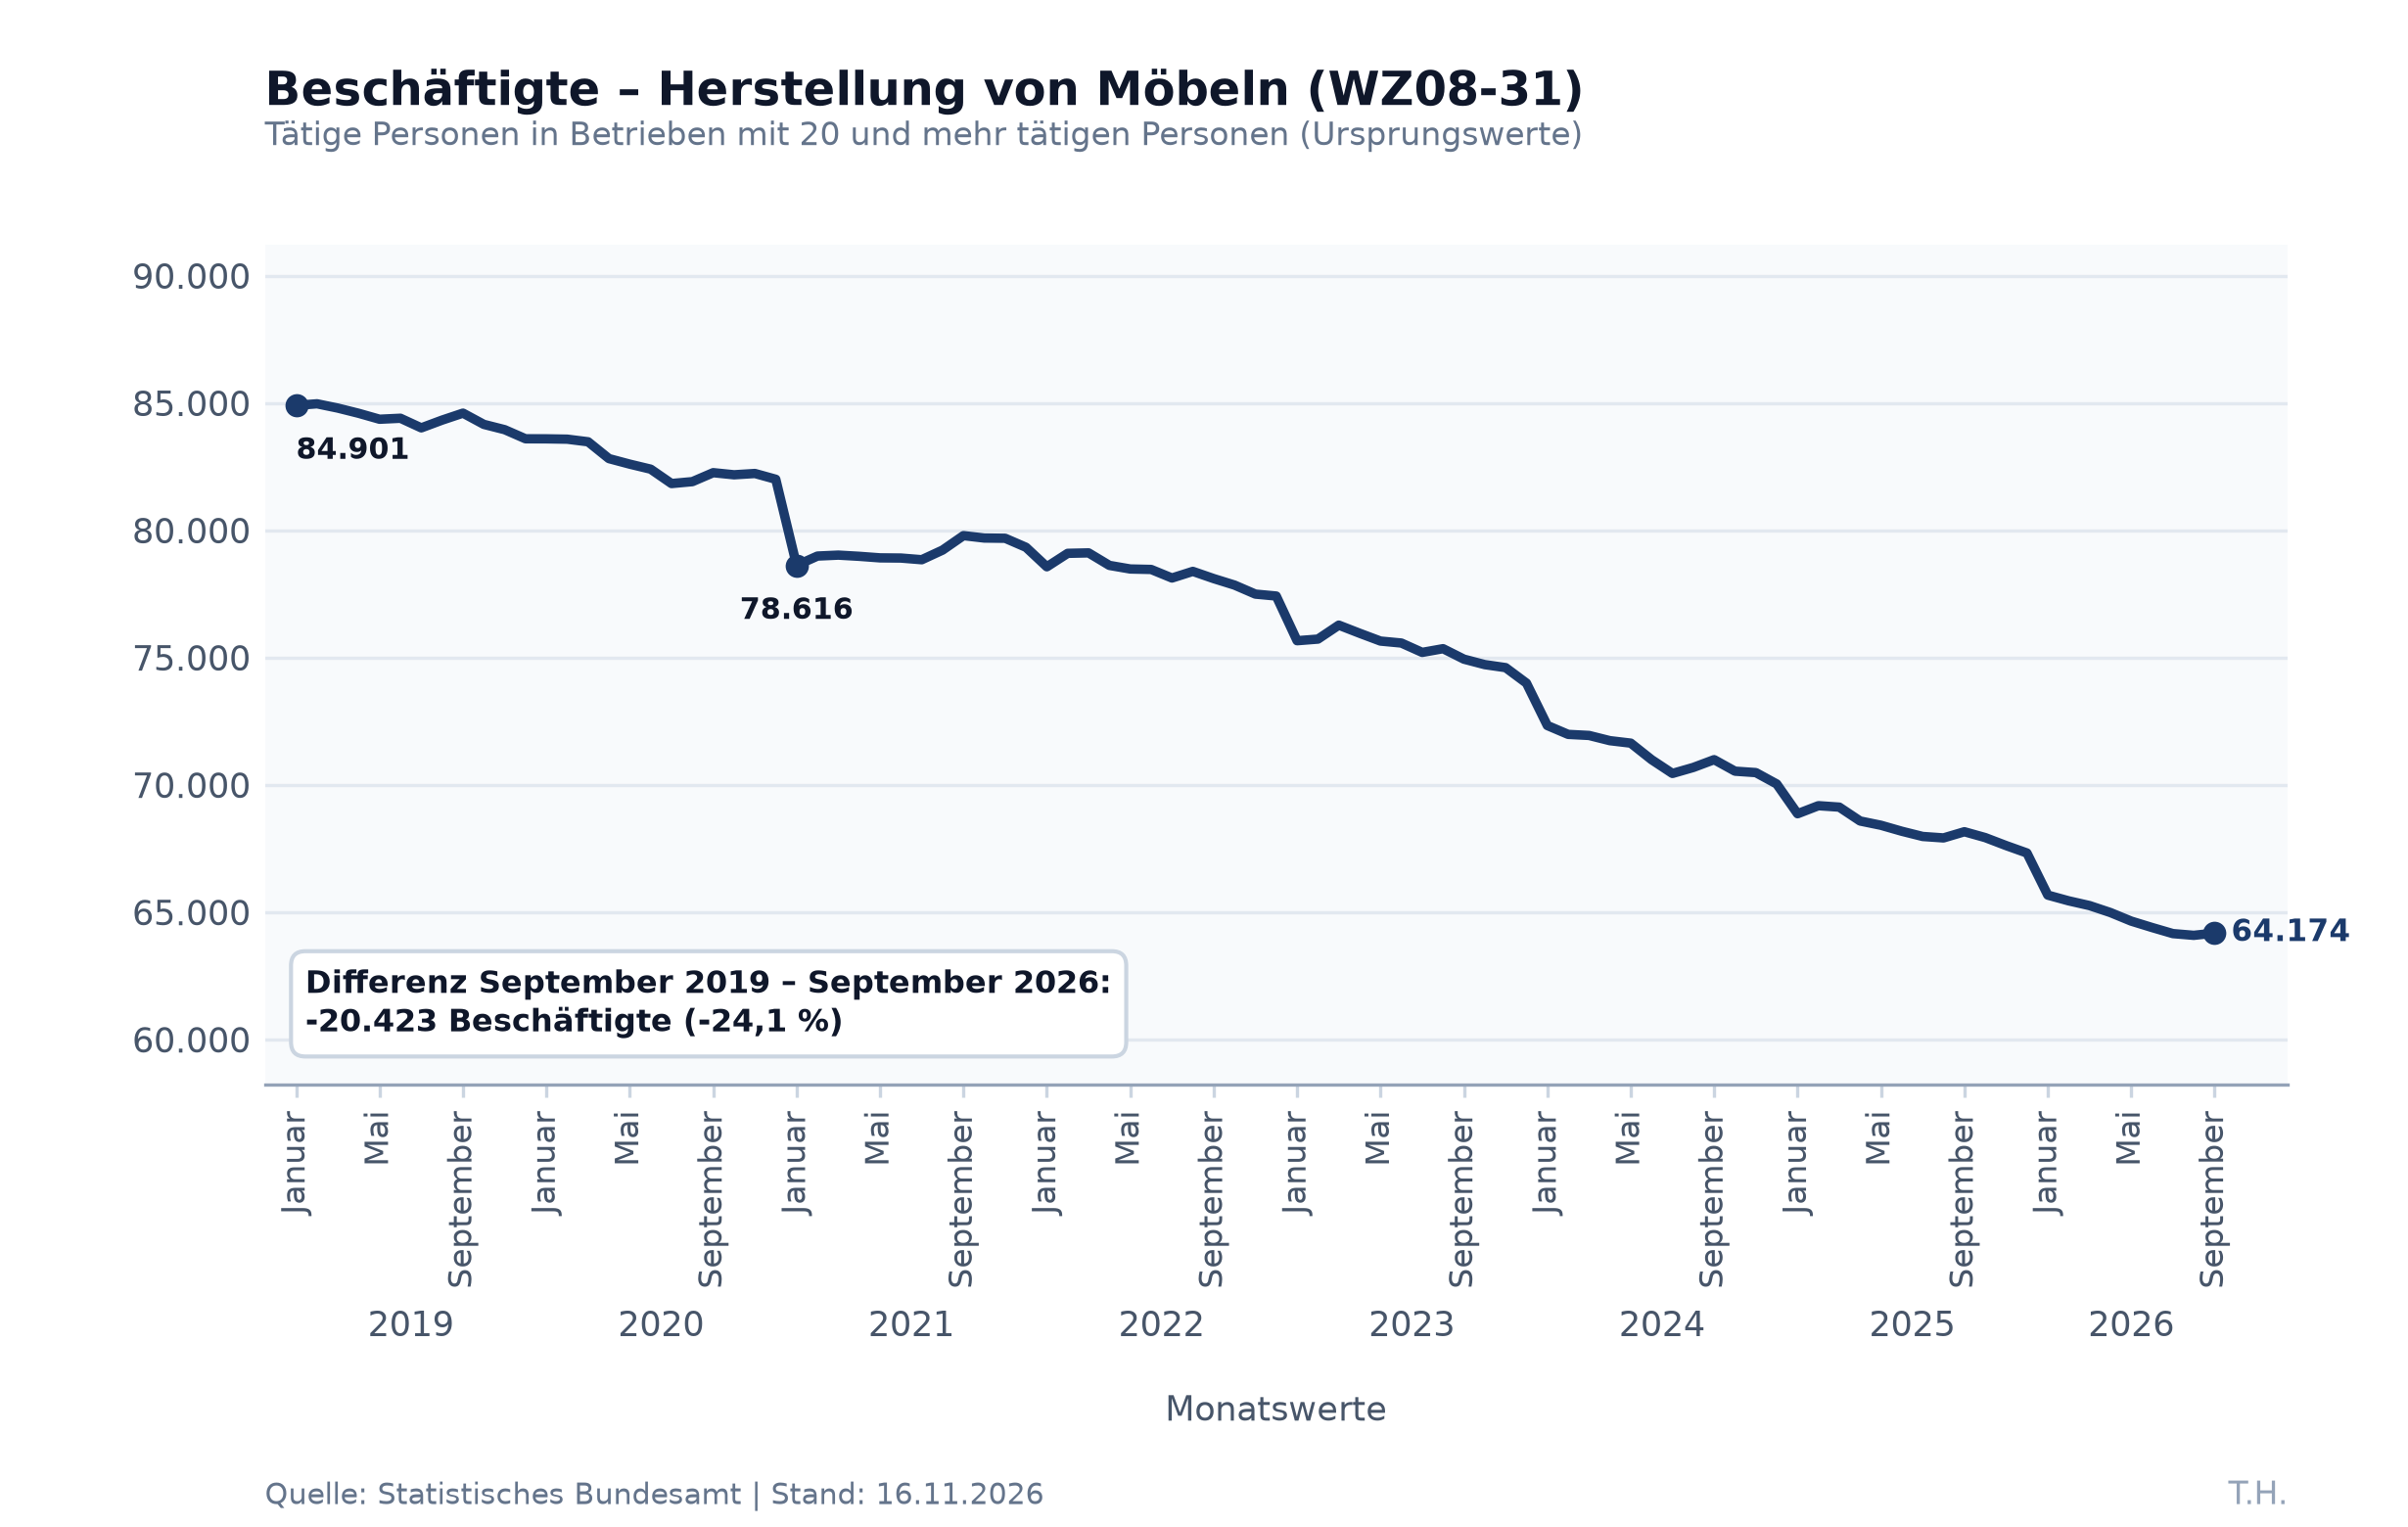 Beschäftigte – Herstellung von Möbeln (WZ08-31)
Tätige Personen in Betrieben mit 20 und mehr tätigen Personen (Ursprungswerte)
90.000
85.000
80.000
75.000
70.000
65.000
60.000
84.901
78.616
64.174
Differenz September 2019 – September 2026:
-20.423 Beschäftigte (-24,1 %)
Januar Mai September Januar Mai September Januar Mai September Januar Mai September Januar Mai September Januar Mai September Januar Mai September Januar Mai September
2019 2020 2021 2022 2023 2024 2025 2026
Monatswerte
Quelle: Statistisches Bundesamt | Stand: 16.11.2026
T.H.